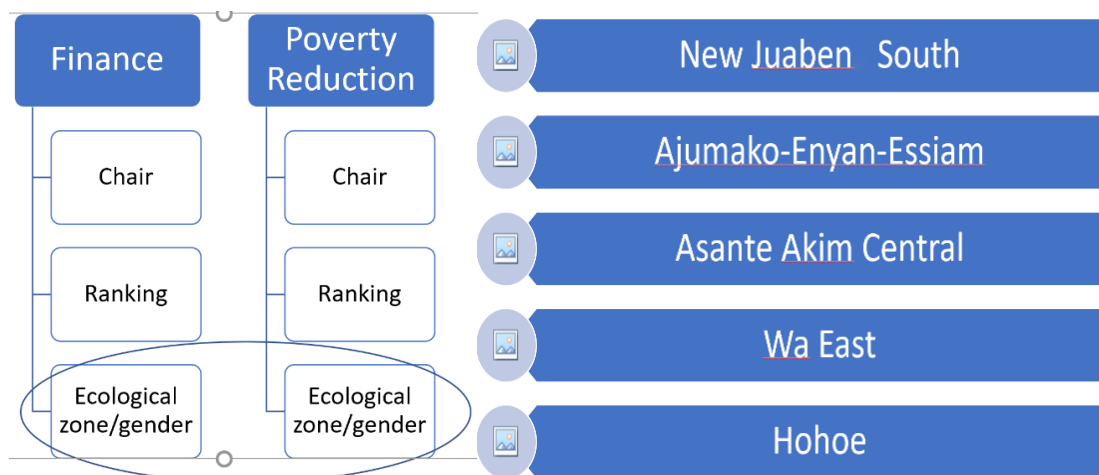 Finance
Chair
Ranking
Ecological
zone/gender
Poverty
Reduction
Chair
Ranking
Ecological
zone/gender
New Juaben   South
Ajumako-Enyan-Essiam
Asante Akim Central
Wa East
Hohoe